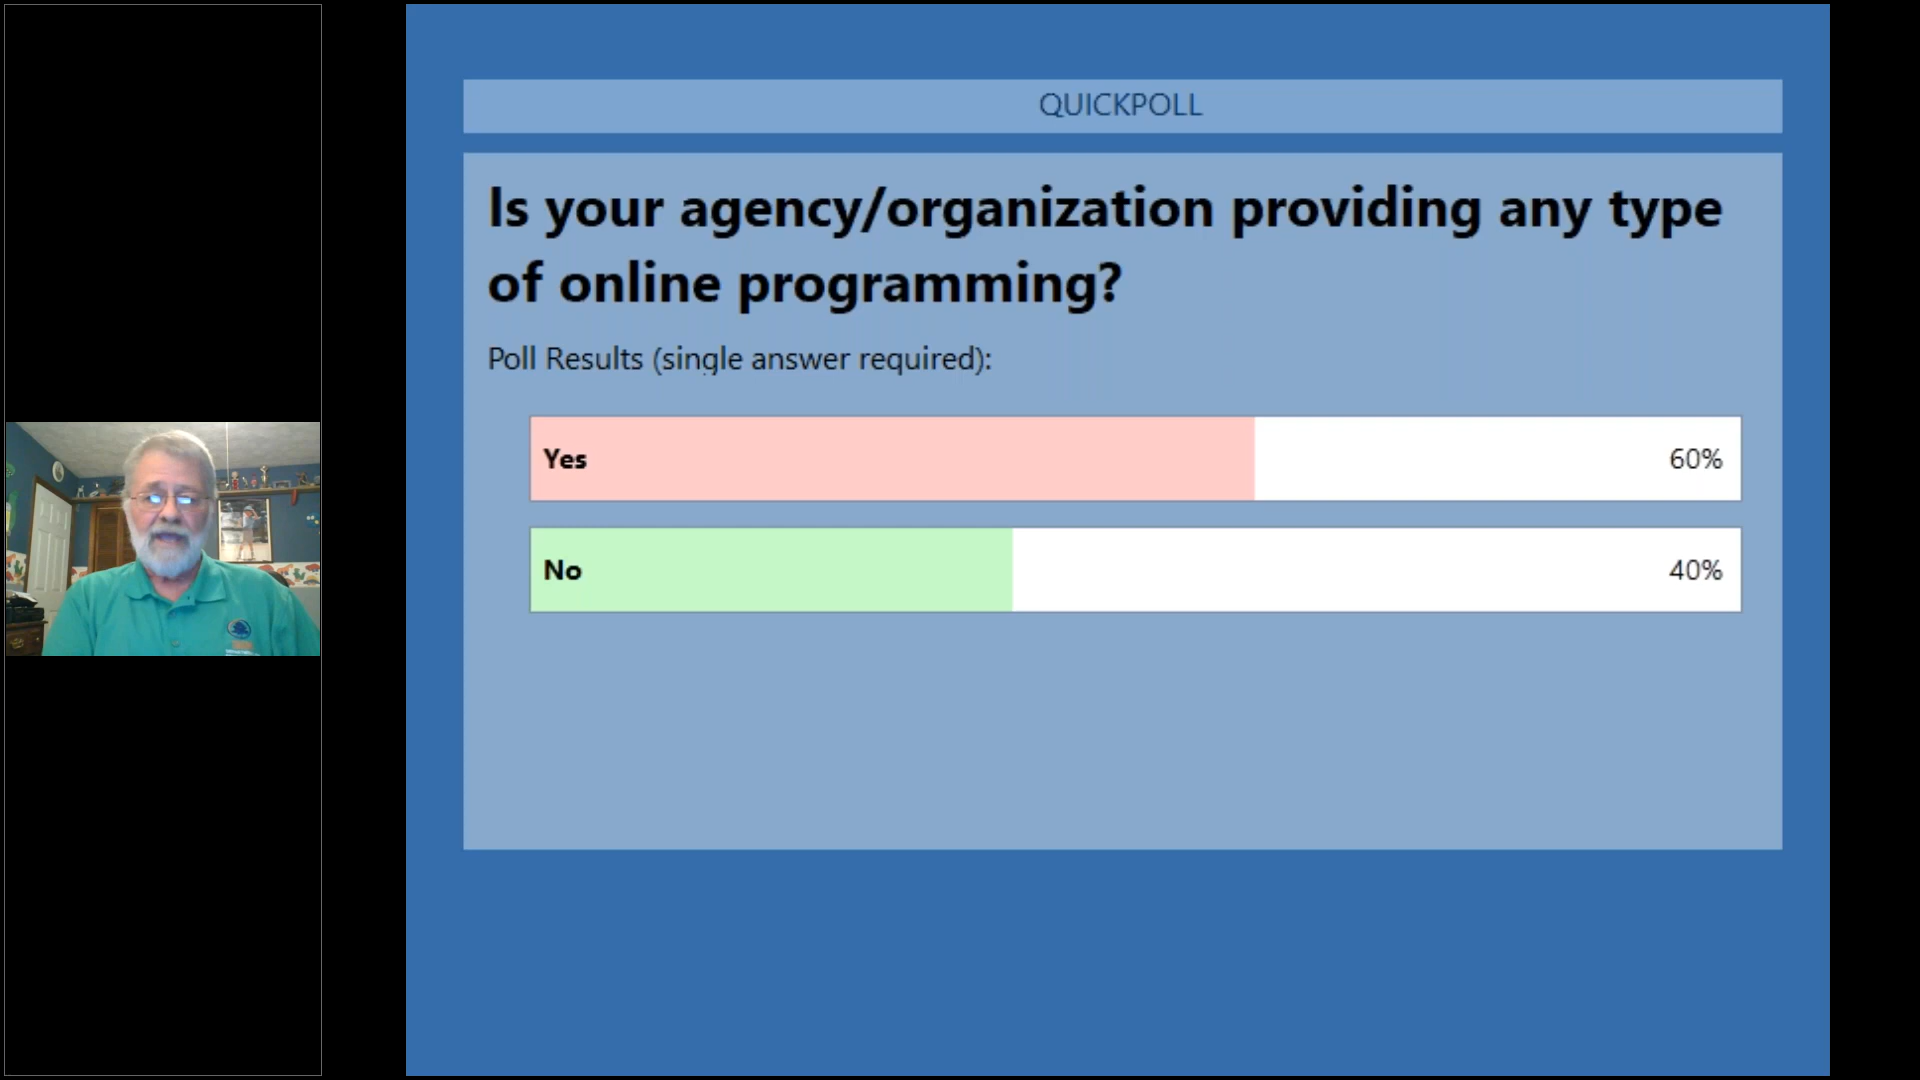 QUICKPOLL
Is your agency/organization providing any type
of online programming?
Poll Results (single answer required):
Yes 60%
No 40%